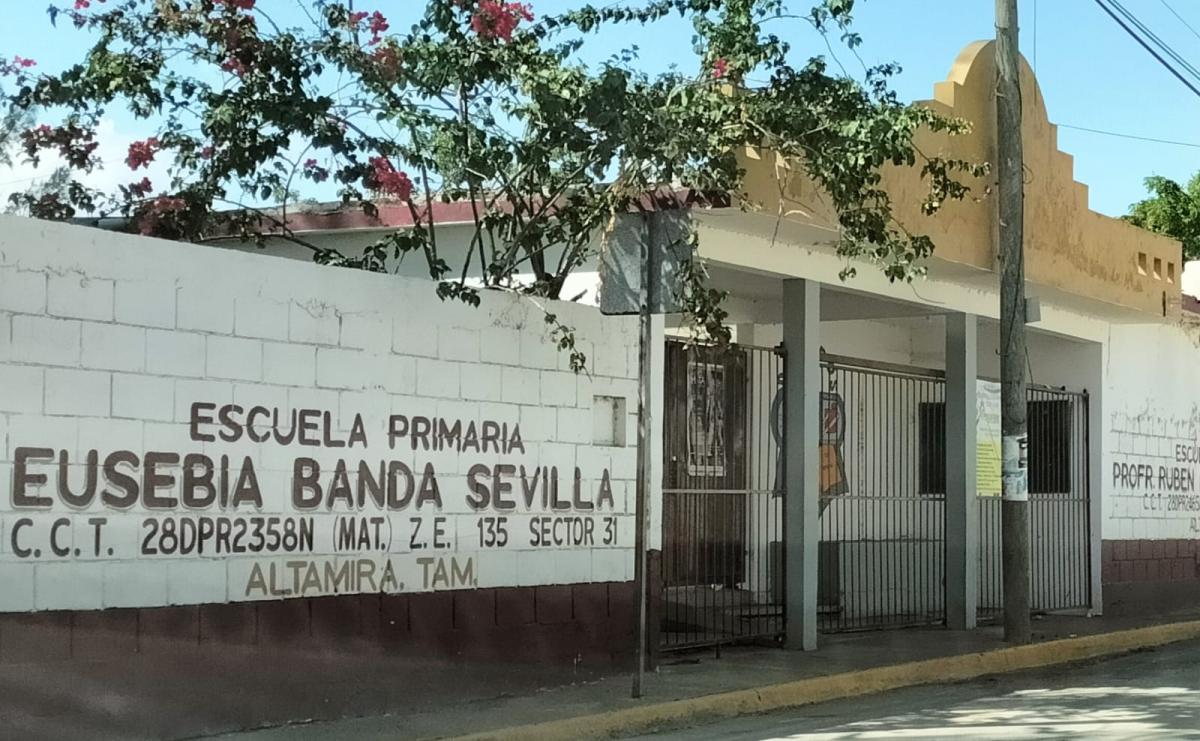 ESCUELA PRIMARIA
EUSEBIA BANDA SEVILLA
C.C.T. 28DPR2358N (MAT.) Z.E. 135 SECTOR 31
ALTAMIRA. TAM.
PROFR. RUBEN
C.C.T.